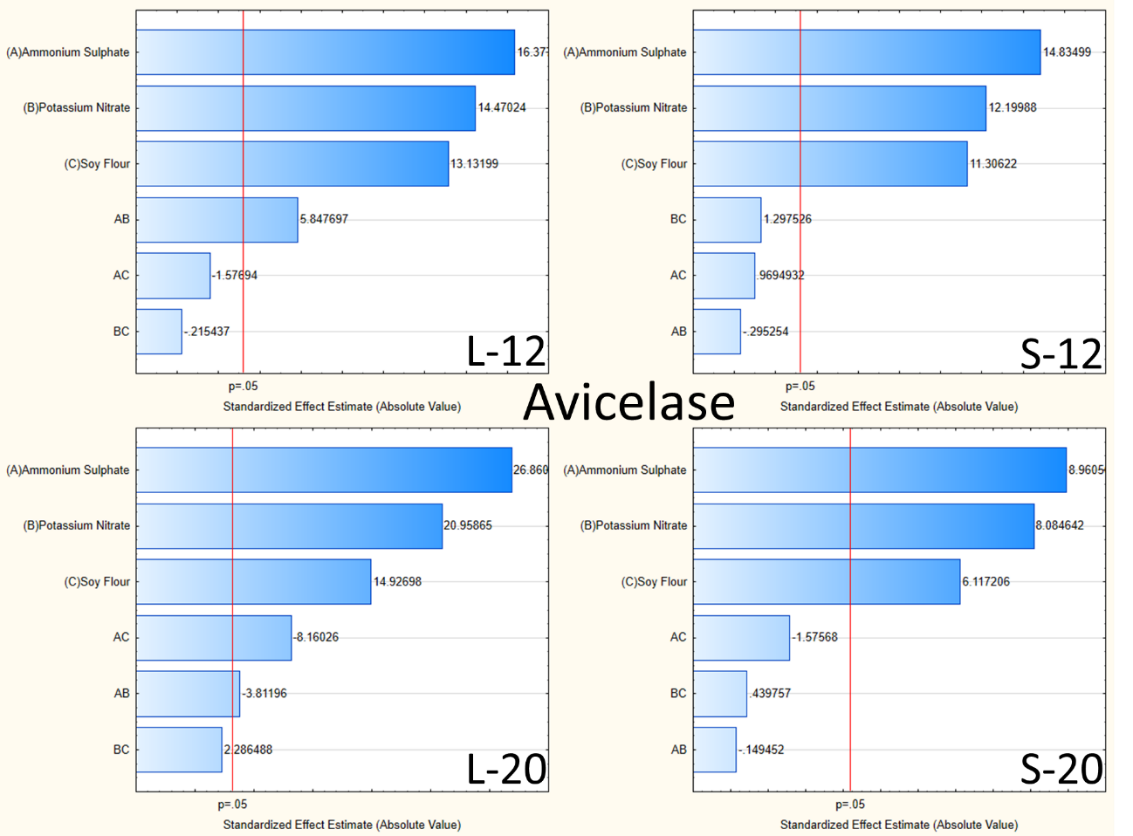 (A)Ammonium Sulphate
16.37
(B)Potassium Nitrate
14.47024
(C)Soy Flour
13.13199
AB
5.847697
AC
-1.57694
BC
-.215437
L-12
p=.05
Standardized Effect Estimate (Absolute Value)
(A)Ammonium Sulphate
14.83499
(B)Potassium Nitrate
12.19988
(C)Soy Flour
11.30622
BC
1.297526
AC
.9694932
AB
-.295254
S-12
p=.05
Standardized Effect Estimate (Absolute Value)
Avicelase
(A)Ammonium Sulphate
26.860
(B)Potassium Nitrate
20.95865
(C)Soy Flour
14.92698
AC
-8.16026
AB
-3.81196
BC
2.286488
L-20
p=.05
Standardized Effect Estimate (Absolute Value)
(A)Ammonium Sulphate
8.9605
(B)Potassium Nitrate
8.084642
(C)Soy Flour
6.117206
AC
-1.57568
BC
.439757
AB
-.149452
S-20
p=.05
Standardized Effect Estimate (Absolute Value)